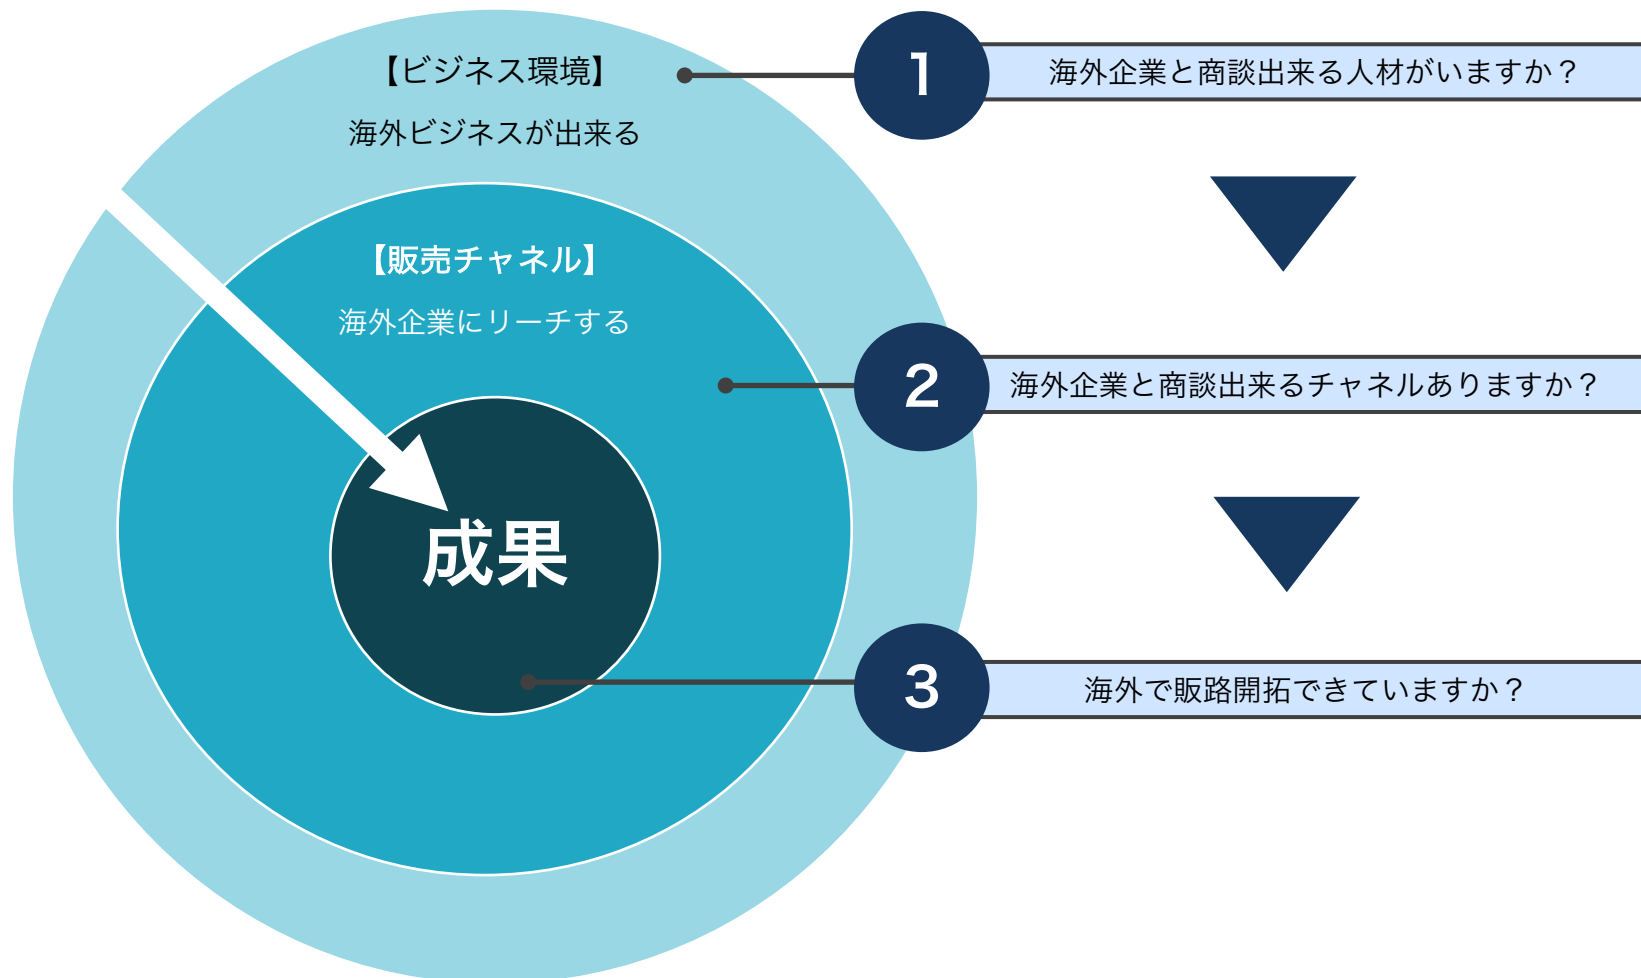 【ビジネス環境】
海外ビジネスが出来る
【販売チャネル】
海外企業にリーチする
成果
1
海外企業と商談出来る人材がいますか？
2
海外企業と商談出来るチャネルありますか？
3
海外で販路開拓できていますか？